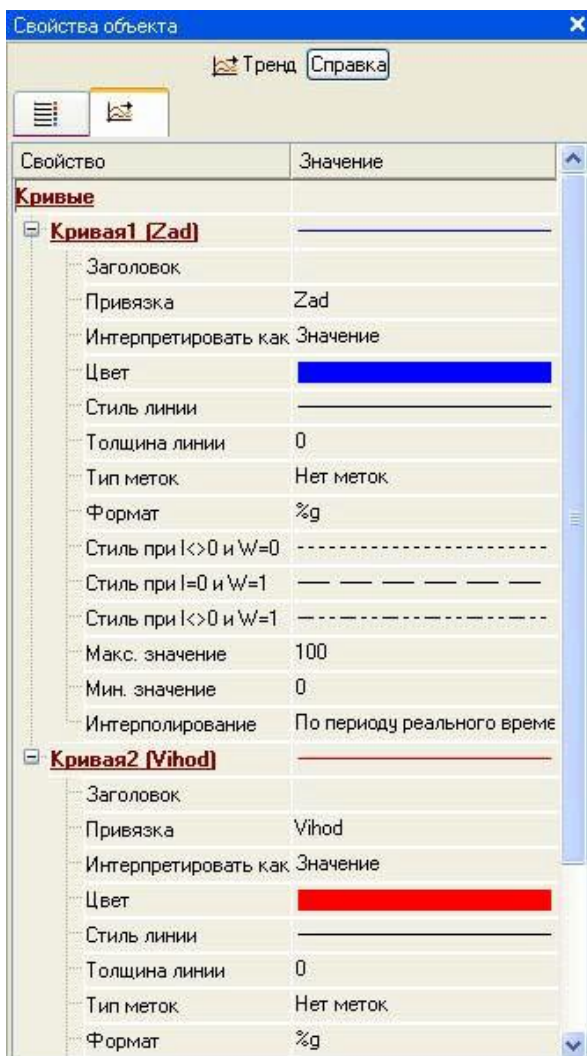 Свойства объекта
Тренд Справка
Свойство Значение
Кривые
Кривая1 (Zad)
Заголовок
Привязка Zad
Интерпретировать как Значение
Цвет
Стиль линии
Толщина линии 0
Тип меток Нет меток
Формат %g
Стиль при I<>0 и W=0
Стиль при I=0 и W=1
Стиль при I<>0 и W=1
Макс. значение 100
Мин. значение 0
Интерполирование По периоду реального време
Кривая2 (Vihod)
Заголовок
Привязка Vihod
Интерпретировать как Значение
Цвет
Стиль линии
Толщина линии 0
Тип меток Нет меток
Формат %g